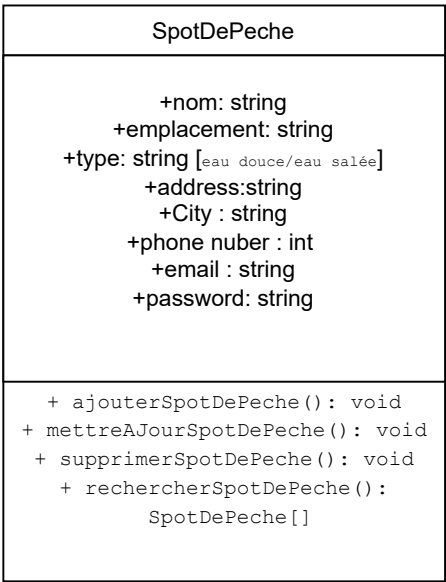 SpotDePeche
+nom: string
+emplacement: string
+type: string [eau douce/eau salée]
+address:string
+City : string
+phone nuber : int
+email : string
+password: string
+ ajouterSpotDePeche(): void
+ mettreAJourSpotDePeche(): void
+ supprimerSpotDePeche(): void
+ rechercherSpotDePeche():
SpotDePeche[]